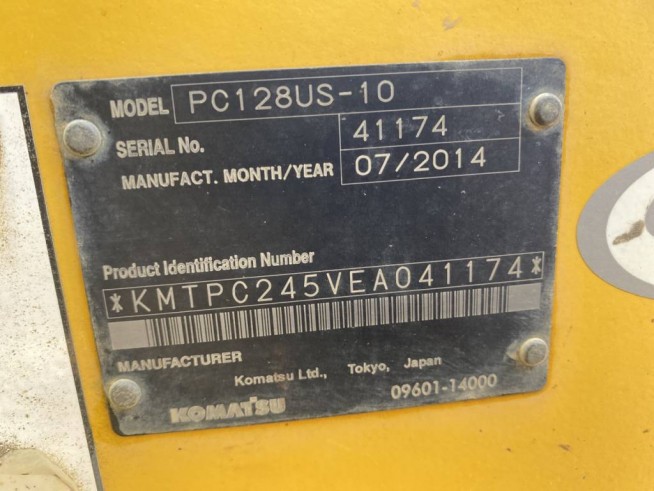 MODEL PC128US-10
SERIAL No. 41174
MANUFACT. MONTH/YEAR 07/2014
Product Identification Number
*KMTPC245VEA041174*
MANUFACTURER
Komatsu Ltd., Tokyo, Japan
KOMATSU 09601-14000